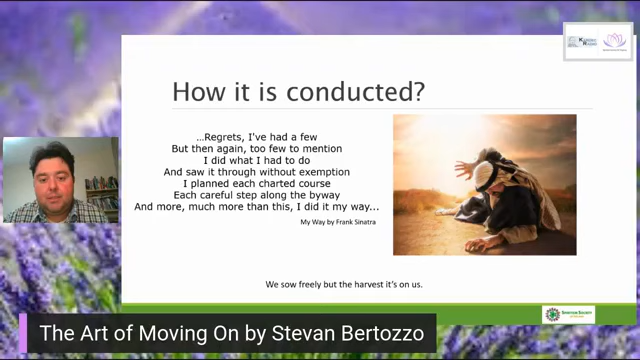 How it is conducted?
…Regrets, I've had a few
But then again, too few to mention
I did what I had to do
And saw it through without exemption
I planned each charted course
Each careful step along the byway
And more, much more than this, I did it my way…
My Way by Frank Sinatra
We sow freely but the harvest it's on us.
The Art of Moving On by Stevan Bertozzo